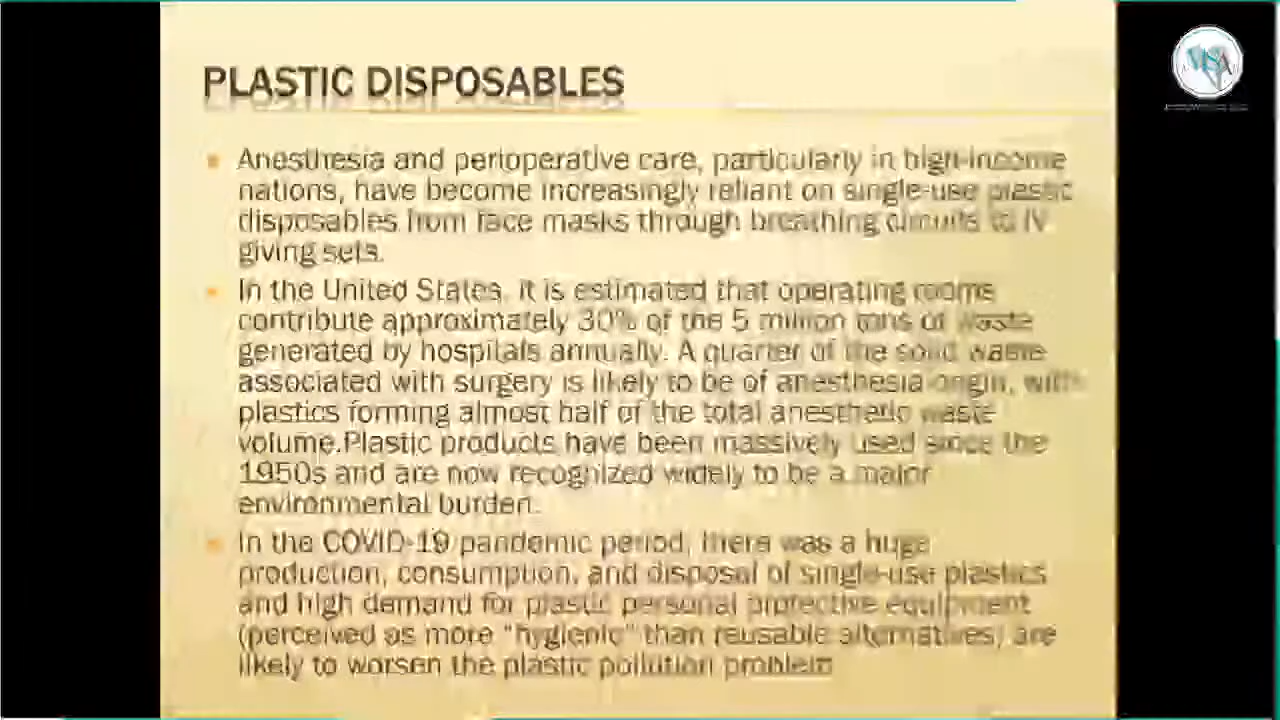 PLASTIC DISPOSABLES
Anesthesia and perioperative care, particularly in high-income
nations, have become increasingly reliant on single-use plastic
disposables from face masks through breathing circuits to IV
giving sets.
In the United States, it is estimated that operating rooms
contribute approximately 30% of the 5 million tons of waste
generated by hospitals annually. A quarter of the solid waste
associated with surgery is likely to be of anesthesia origin, with
plastics forming almost half of the total anesthetic waste
volume.Plastic products have been massively used since the
1950s and are now recognized widely to be a major
environmental burden.
In the COVID-19 pandemic period, there was a huge
production, consumption, and disposal of single-use plastics
and high demand for plastic personal protective equipment
(perceived as more "hygienic" than reusable alternatives) are
likely to worsen the plastic pollution problem